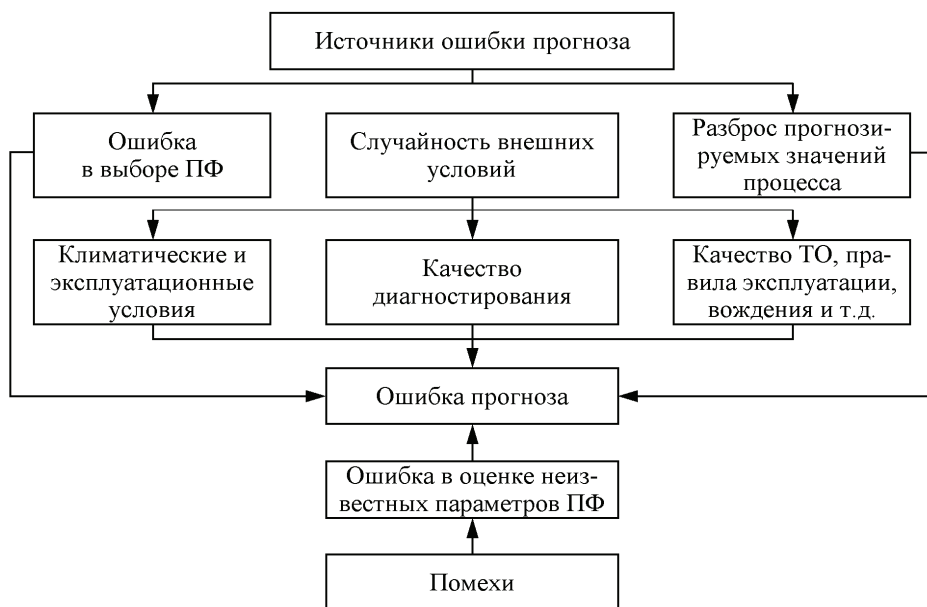 Источники ошибки прогноза
Ошибка
в выборе ПФ
Случайность внешних
условий
Разброс прогнози-
руемых значений
процесса
Климатические и
эксплуатационные
условия
Качество
диагностирования
Качество ТО, пра-
вила эксплуатации,
вождения и т.д.
Ошибка прогноза
Ошибка в оценке неиз-
вестных параметров ПФ
Помехи